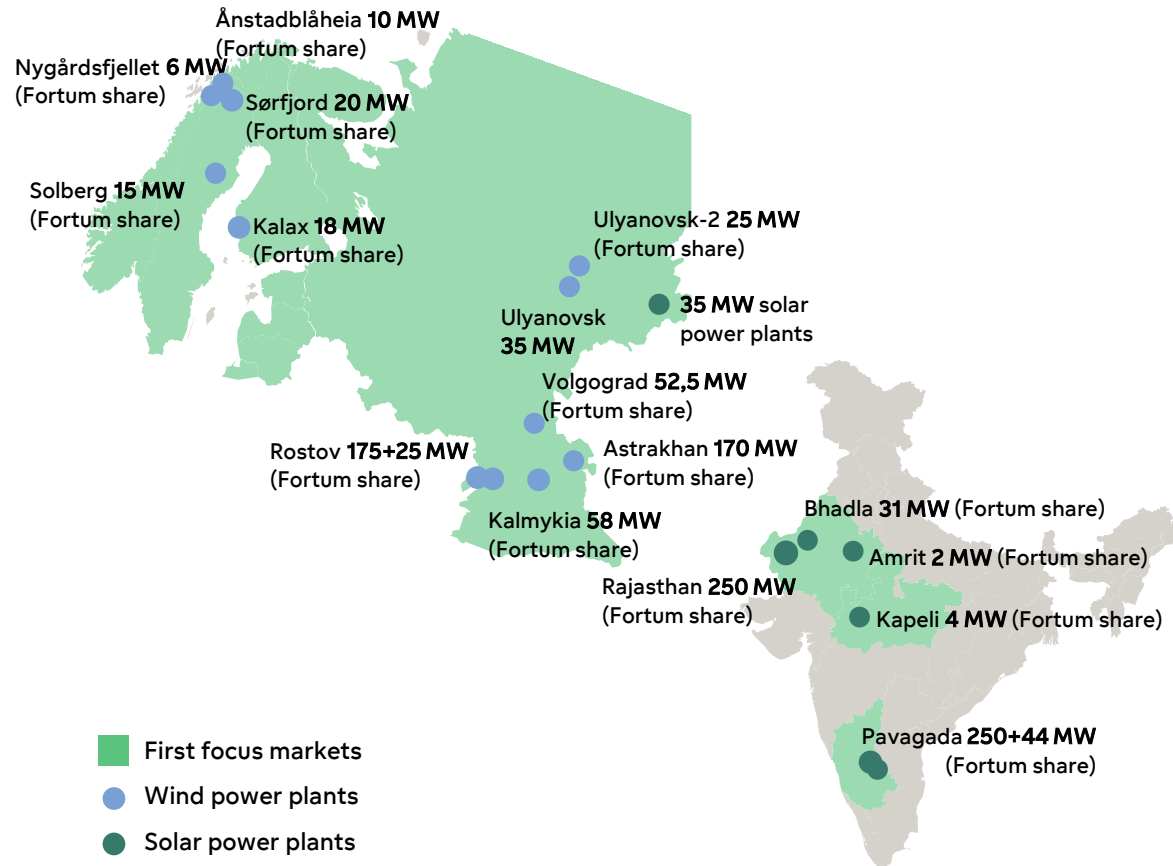 Ånstadblåheia 10 MW
(Fortum share)
Nygårdsfjellet 6 MW
(Fortum share)
Sørfjord 20 MW
(Fortum share)
Solberg 15 MW
(Fortum share)
Kalax 18 MW
(Fortum share)
Ulyanovsk-2 25 MW
(Fortum share)
35 MW solar
power plants
Ulyanovsk
35 MW
Volgograd 52,5 MW
(Fortum share)
Rostov 175+25 MW
(Fortum share)
Astrakhan 170 MW
(Fortum share)
Kalmykia 58 MW
(Fortum share)
Bhadla 31 MW (Fortum share)
Amrit 2 MW (Fortum share)
Rajasthan 250 MW
(Fortum share)
Kapeli 4 MW (Fortum share)
Pavagada 250+44 MW
(Fortum share)
First focus markets
Wind power plants
Solar power plants